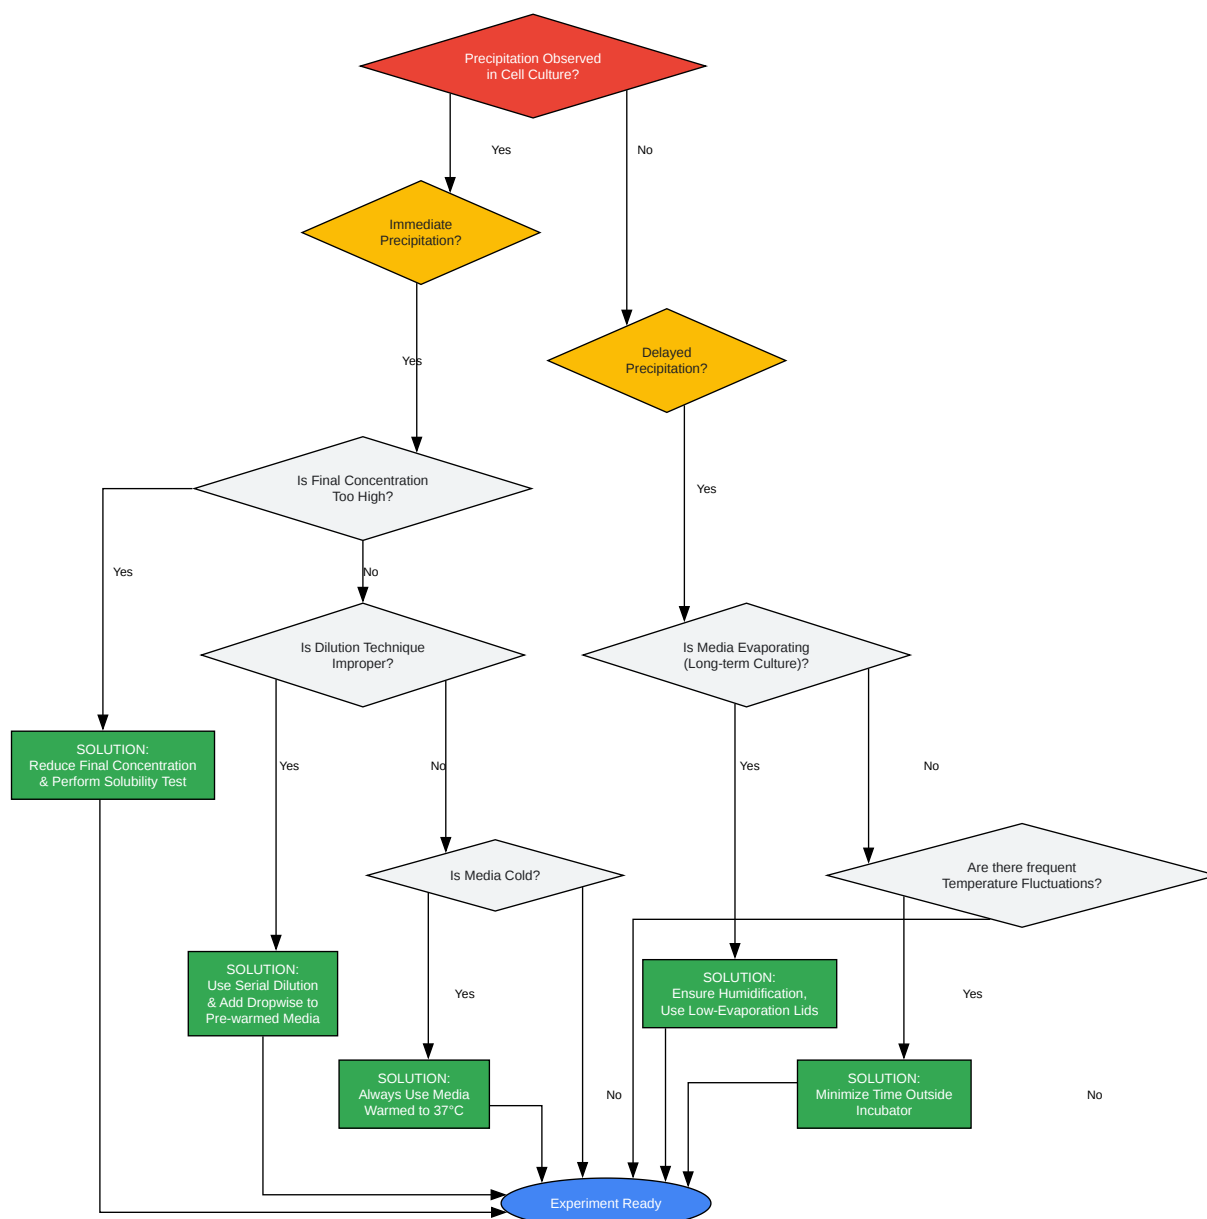 Precipitation Observed
in Cell Culture?
Yes
No
Immediate
Precipitation?
Delayed
Precipitation?
Yes
Is Final Concentration
Too High?
Yes
Yes
No
Is Dilution Technique
Improper?
Is Media Evaporating
(Long-term Culture)?
SOLUTION:
Reduce Final Concentration
& Perform Solubility Test
Yes
No
Yes
No
Is Media Cold?
Are there frequent
Temperature Fluctuations?
SOLUTION:
Use Serial Dilution
& Add Dropwise to
Pre-warmed Media
Yes
SOLUTION:
Ensure Humidification,
Use Low-Evaporation Lids
Yes
SOLUTION:
Always Use Media
Warmed to 37°C
No
SOLUTION:
Minimize Time Outside
Incubator
No
Experiment Ready